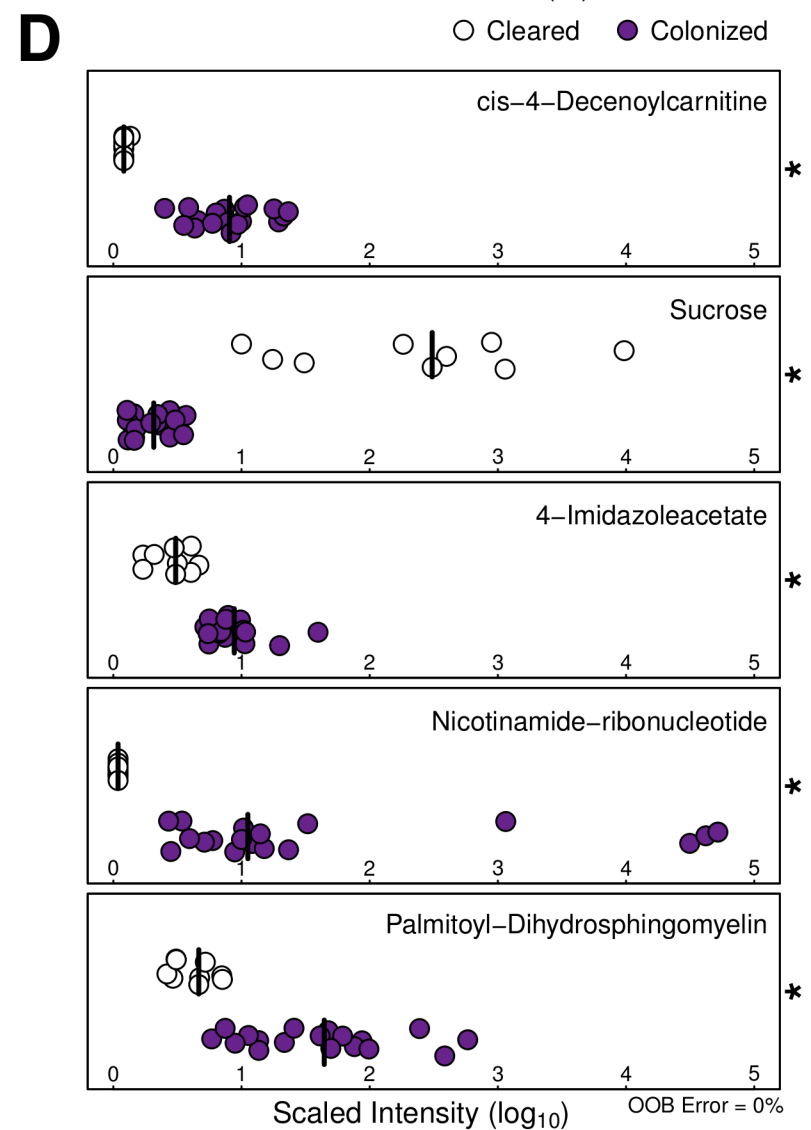 D
Cleared Colonized
cis−4−Decenoylcarnitine
*
0 1 2 3 4 5
Sucrose
*
0 1 2 3 4 5
4−Imidazoleacetate
*
0 1 2 3 4 5
Nicotinamide−ribonucleotide
*
0 1 2 3 4 5
Palmitoyl−Dihydrosphingomyelin
*
0 1 2 3 4 5
Scaled Intensity (log₁₀)
OOB Error = 0%